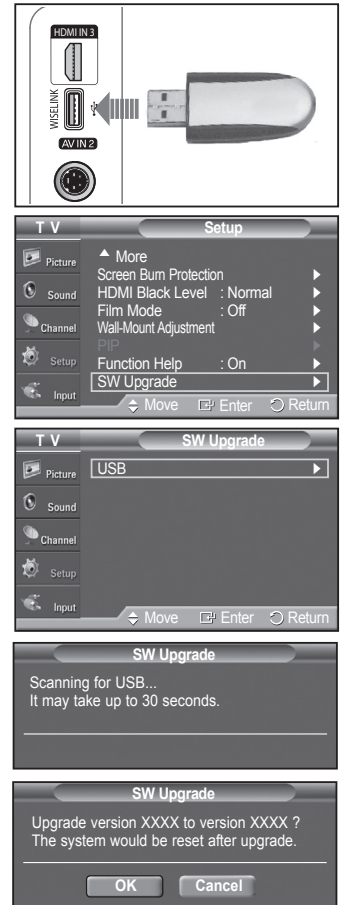 HDMI IN 3
WISELINK
AV IN 2
T V
Setup
Picture
Sound
Channel
Setup
Input
More
Screen Burn Protection
HDMI Black Level : Normal
Film Mode : Off
Wall-Mount Adjustment
PIP
Function Help : On
SW Upgrade
Move Enter Return
T V
SW Upgrade
Picture
Sound
Channel
Setup
Input
USB
Move Enter Return
SW Upgrade
Scanning for USB...
It may take up to 30 seconds.
SW Upgrade
Upgrade version XXXX to version XXXX ?
The system would be reset after upgrade.
OK Cancel